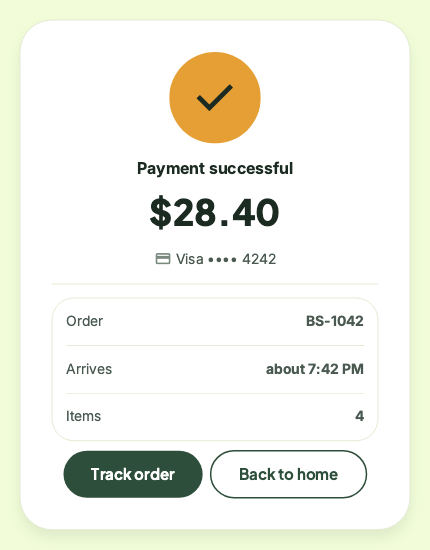 Payment successful
$28.40
Visa •••• 4242
Order BS-1042
Arrives about 7:42 PM
Items 4
Track order Back to home